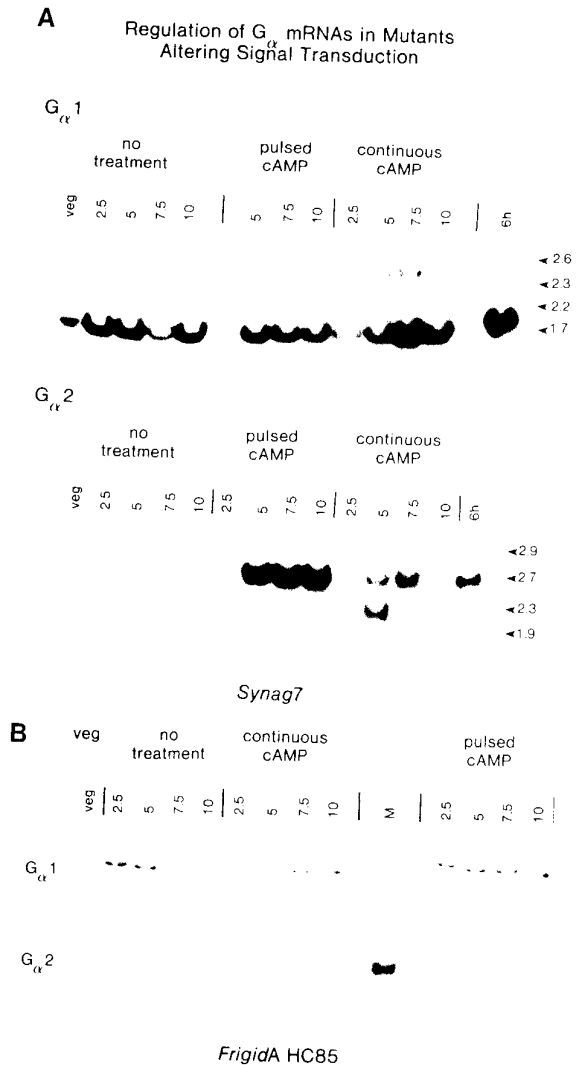 A
Regulation of Gα mRNAs in Mutants
Altering Signal Transduction
Gα1
no treatment
pulsed cAMP
continuous cAMP
veg 2.5 5 7.5 10 5 7.5 10 2.5 5 7.5 10 6h
2.6
2.3
2.2
1.7
Gα2
no treatment
pulsed cAMP
continuous cAMP
veg 2.5 5 7.5 10 2.5 5 7.5 10 2.5 5 7.5 10 6h
2.9
2.7
2.3
1.9
Synag7
B
veg
no treatment
continuous cAMP
pulsed cAMP
veg 2.5 5 7.5 10 2.5 5 7.5 10 M 2.5 5 7.5 10
Gα1
Gα2
FrigidA HC85